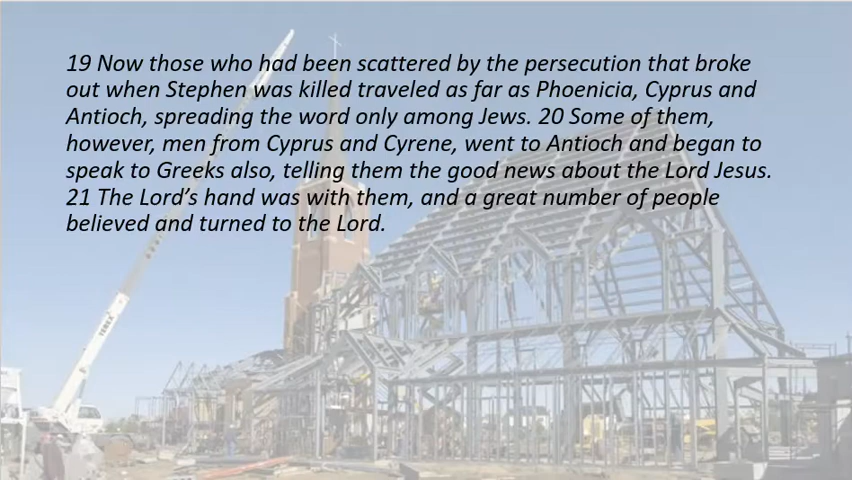 19 Now those who had been scattered by the persecution that broke
out when Stephen was killed traveled as far as Phoenicia, Cyprus and
Antioch, spreading the word only among Jews. 20 Some of them,
however, men from Cyprus and Cyrene, went to Antioch and began to
speak to Greeks also, telling them the good news about the Lord Jesus.
21 The Lord’s hand was with them, and a great number of people
believed and turned to the Lord.
TEREX